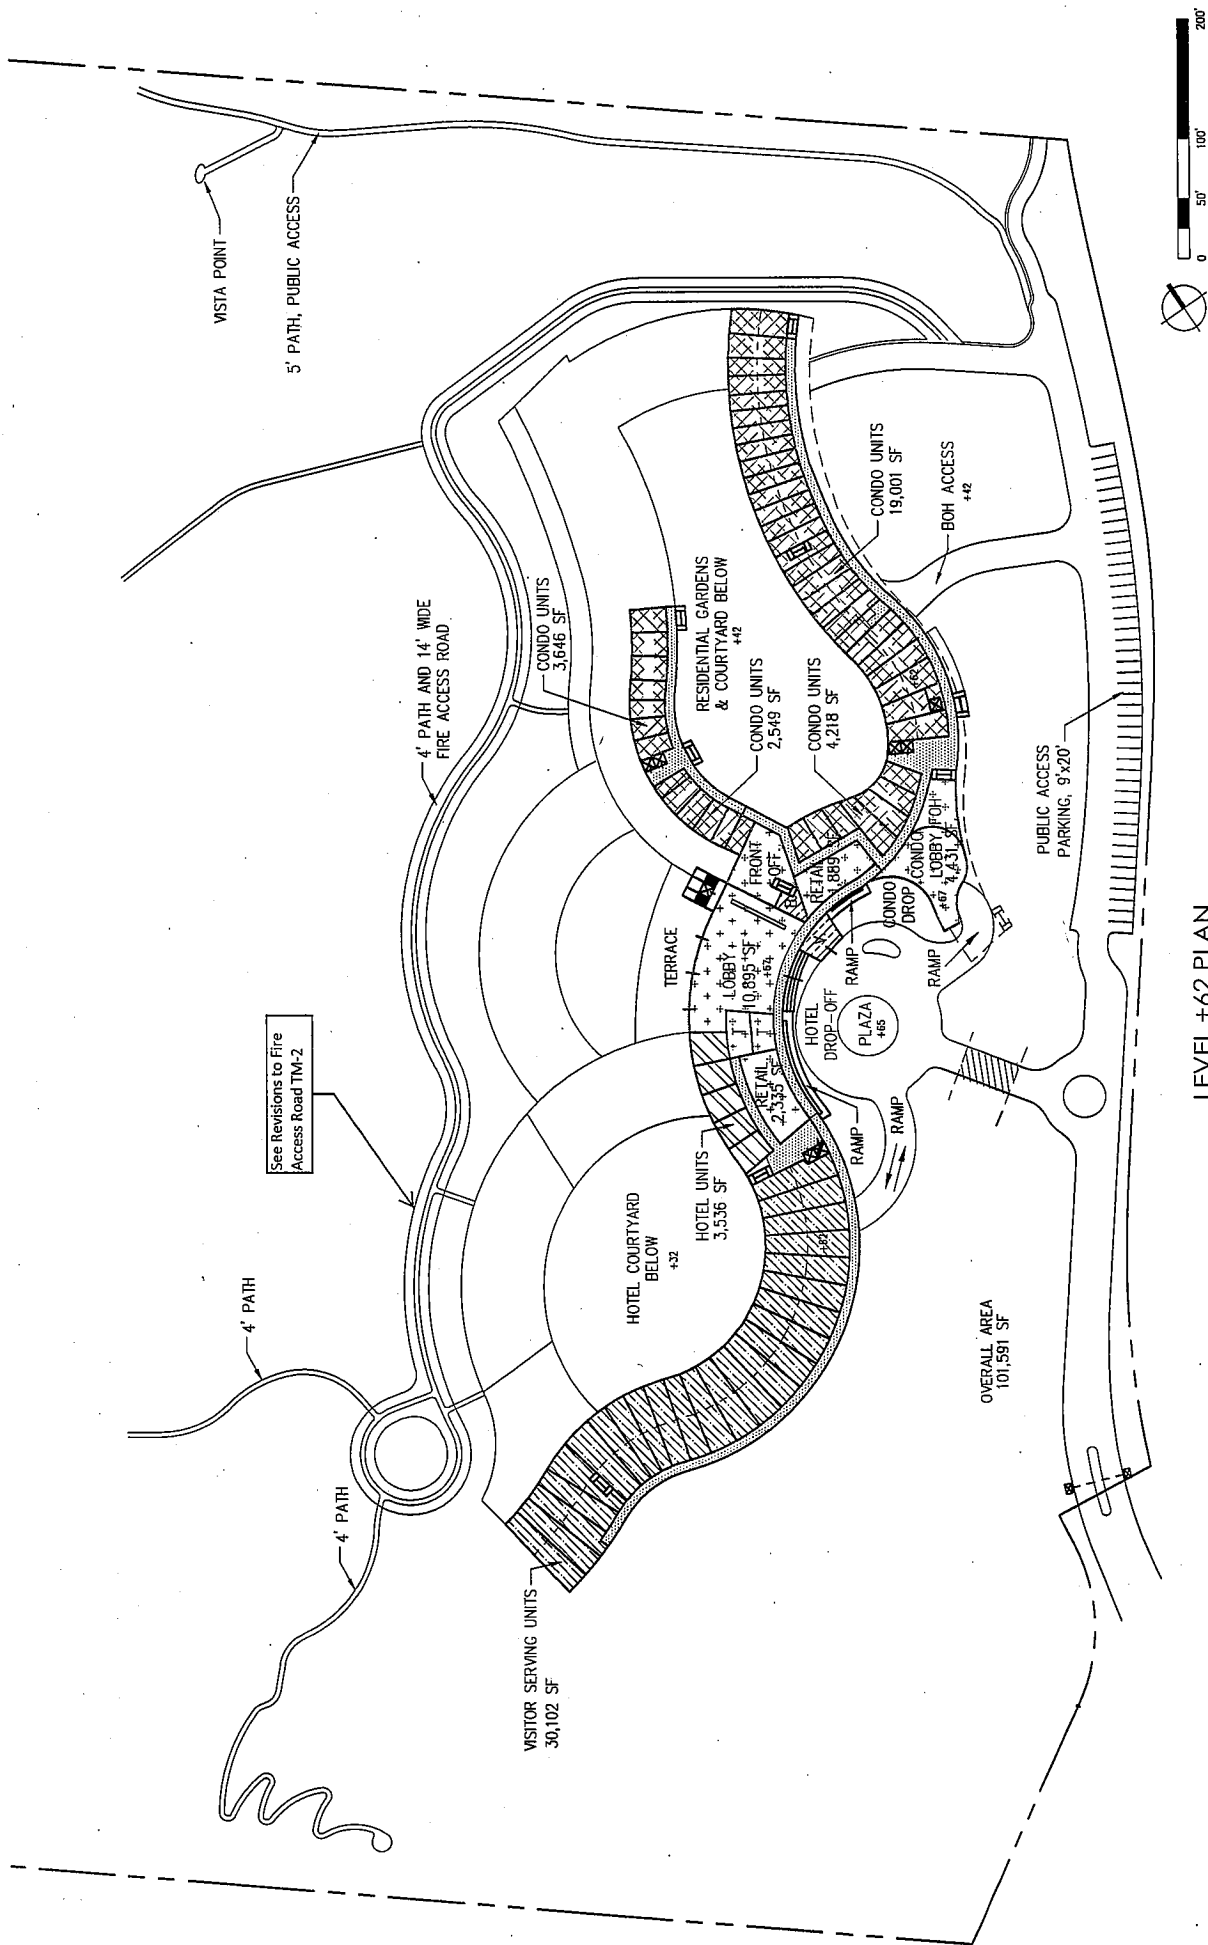 VISTA POINT
5' PATH, PUBLIC ACCESS
4' PATH AND 14' WIDE
FIRE ACCESS ROAD
See Revisions to Fire
Access Road TM-2
4' PATH
4' PATH
CONDO UNITS
3,646 SF
RESIDENTIAL GARDENS
& COURTYARD BELOW
+42
CONDO UNITS
2,549 SF
CONDO UNITS
4,218 SF
CONDO UNITS
19,001 SF
+62
BOH ACCESS
+42
TERRACE
FRONT
OFF
LOBBY
10,895 SF
+67
RETAIL
1,889 SF
CONDO
LOBBY FOH
4,431 SF
+67
CONDO
DROP
RAMP
RAMP
HOTEL
DROP-OFF
PLAZA
+65
RETAIL
2,335 SF
RAMP
RAMP
HOTEL UNITS
3,536 SF
HOTEL COURTYARD
BELOW
+32
+62
VISITOR SERVING UNITS
30,102 SF
OVERALL AREA
101,591 SF
PUBLIC ACCESS
PARKING, 9'x20'
0 50' 100' 200'
LEVEL +62 PLAN